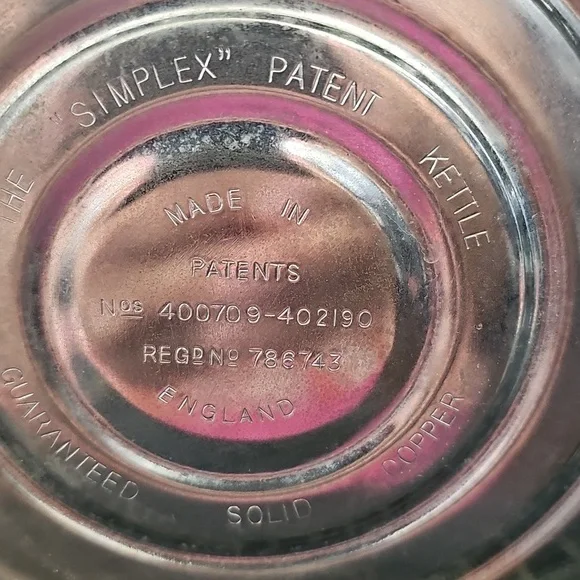 THE "SIMPLEX" PATENT KETTLE
MADE IN
PATENTS
Nos 400709-402190
REGD No 786743
ENGLAND
GUARANTEED SOLID COPPER